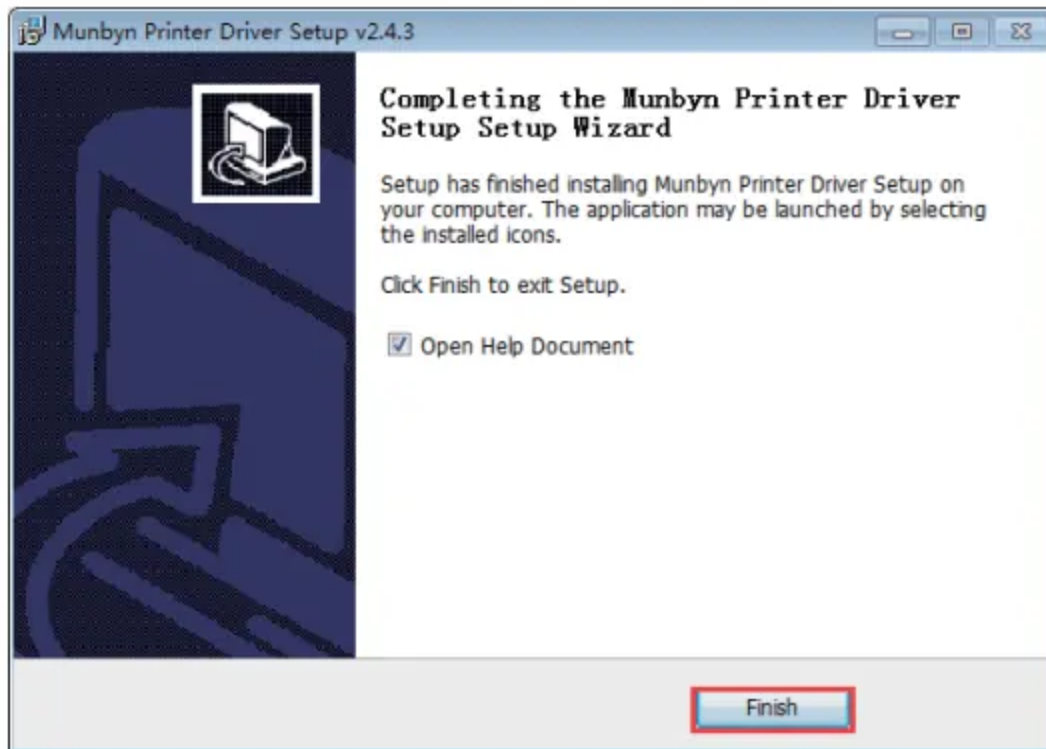 Munbyn Printer Driver Setup v2.4.3
Completing the Munbyn Printer Driver
Setup Setup Wizard
Setup has finished installing Munbyn Printer Driver Setup on
your computer. The application may be launched by selecting
the installed icons.
Click Finish to exit Setup.
Open Help Document
Finish